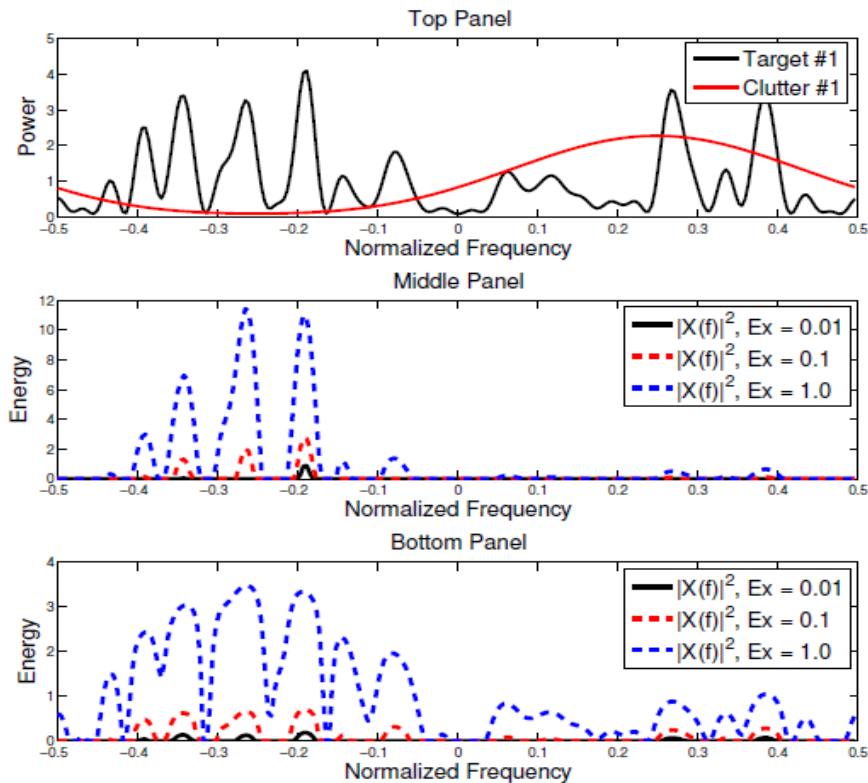 Top Panel
5
4
3
2
1
0
Power
Target #1
Clutter #1
−0.5 −0.4 −0.3 −0.2 −0.1 0 0.1 0.2 0.3 0.4 0.5
Normalized Frequency
Middle Panel
12
10
8
6
4
2
0
Energy
|X(f)|², Ex = 0.01
|X(f)|², Ex = 0.1
|X(f)|², Ex = 1.0
−0.5 −0.4 −0.3 −0.2 −0.1 0 0.1 0.2 0.3 0.4 0.5
Normalized Frequency
Bottom Panel
4
3
2
1
0
Energy
|X(f)|², Ex = 0.01
|X(f)|², Ex = 0.1
|X(f)|², Ex = 1.0
−0.5 −0.4 −0.3 −0.2 −0.1 0 0.1 0.2 0.3 0.4 0.5
Normalized Frequency